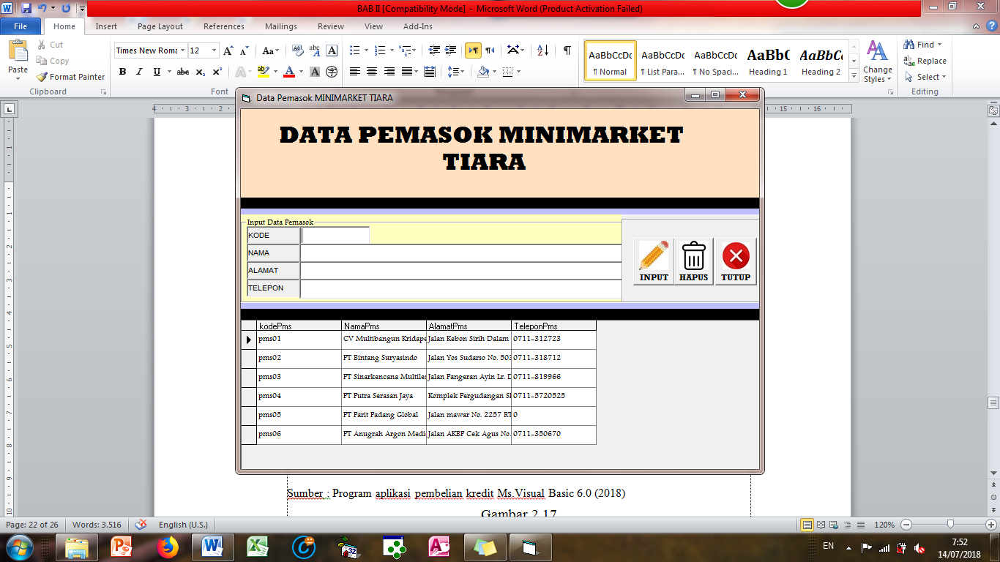 BAB II [Compatibility Mode] - Microsoft Word (Product Activation Failed)
File Home Insert Page Layout References Mailings Review View Add-Ins
Paste
Cut
Copy
Format Painter
Clipboard
Times New Roma 12
Font
AaBbCcDc AaBbCcDc AaBbCcDc AaBbC AaBbCc
¶ Normal ¶ List Para... ¶ No Spaci... Heading 1 Heading 2
Change Styles
Find
Replace
Select
Editing
Data Pemasok MINIMARKET TIARA
DATA PEMASOK MINIMARKET
TIARA
Input Data Pemasok
KODE
NAMA
ALAMAT
TELEPON
INPUT HAPUS TUTUP
kodePms NamaPms AlamatPms TeleponPms
pms01 CV Multibangun Kridape Jalan Kebon Sirih Dalam 0711-312723
pms02 PT Bintang Suryasindo Jalan Yos Sudarso No. 503 0711-318712
pms03 PT Sinarkencana Multiles Jalan Pangeran Ayin Lr. D 0711-819966
pms04 PT Putra Serasan Jaya Komplek Pergudangan SI 0711-5720525
pms05 PT Parit Padang Global Jalan mawar No. 2257 RT 0
pms06 PT Anugrah Argon Medi Jalan AKBP Cek Agus No. 0711-350670
Sumber : Program aplikasi pembelian kredit Ms.Visual Basic 6.0 (2018)
Gambar 2.17
Page: 22 of 26 Words: 3.516 English (U.S.) 120%
EN 7:52
14/07/2018